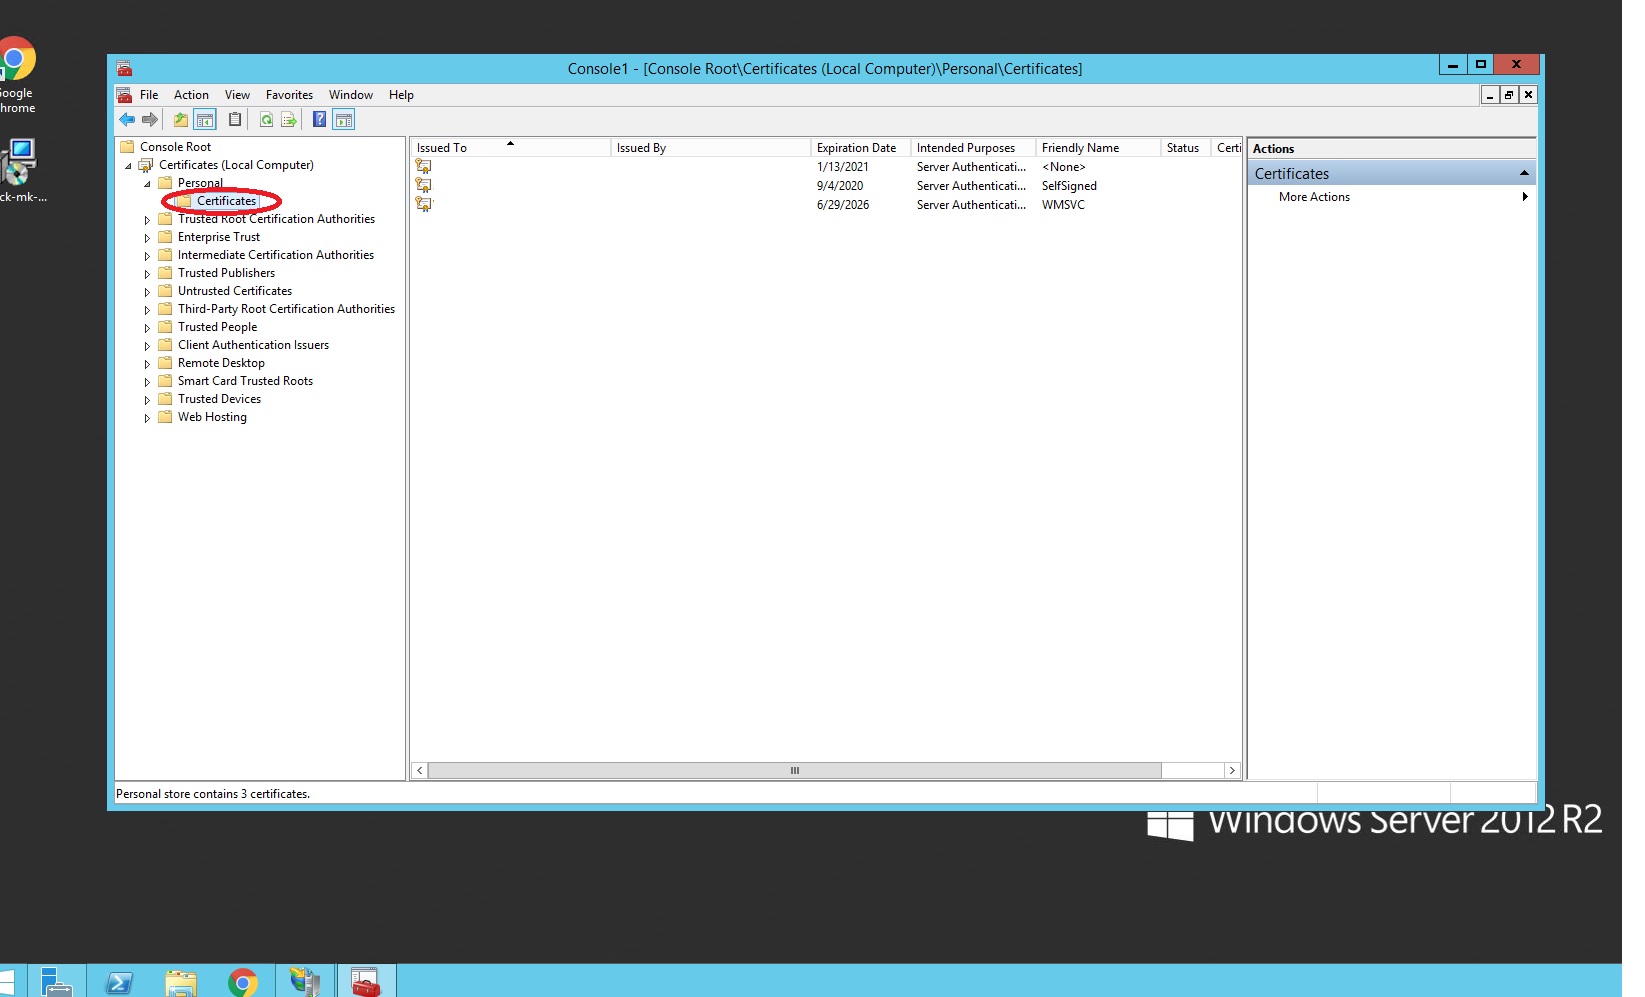 Google
Chrome
ck-mk-...
Console1 - [Console Root\Certificates (Local Computer)\Personal\Certificates]
File Action View Favorites Window Help
Console Root
Certificates (Local Computer)
Personal
Certificates
Trusted Root Certification Authorities
Enterprise Trust
Intermediate Certification Authorities
Trusted Publishers
Untrusted Certificates
Third-Party Root Certification Authorities
Trusted People
Client Authentication Issuers
Remote Desktop
Smart Card Trusted Roots
Trusted Devices
Web Hosting
Issued To Issued By Expiration Date Intended Purposes Friendly Name Status Certi
1/13/2021 Server Authenticati... <None>
9/4/2020 Server Authenticati... SelfSigned
6/29/2026 Server Authenticati... WMSVC
Actions
Certificates
More Actions
Personal store contains 3 certificates.
Windows Server 2012 R2